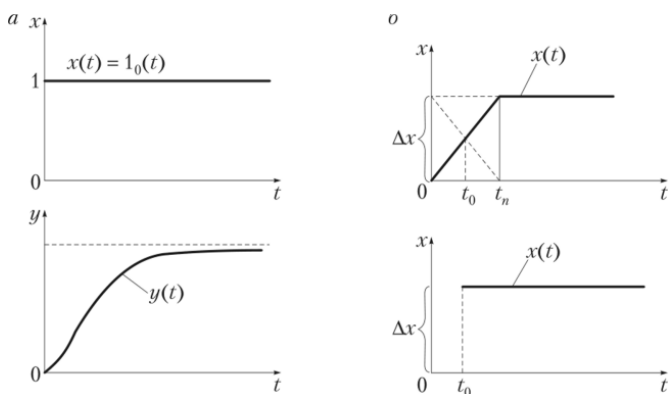 а
x
x(t) = 1₀(t)
1
0
t
y
y(t)
0
t
о
x
x(t)
Δx
0
t₀
tₙ
t
x
x(t)
Δx
0
t₀
t